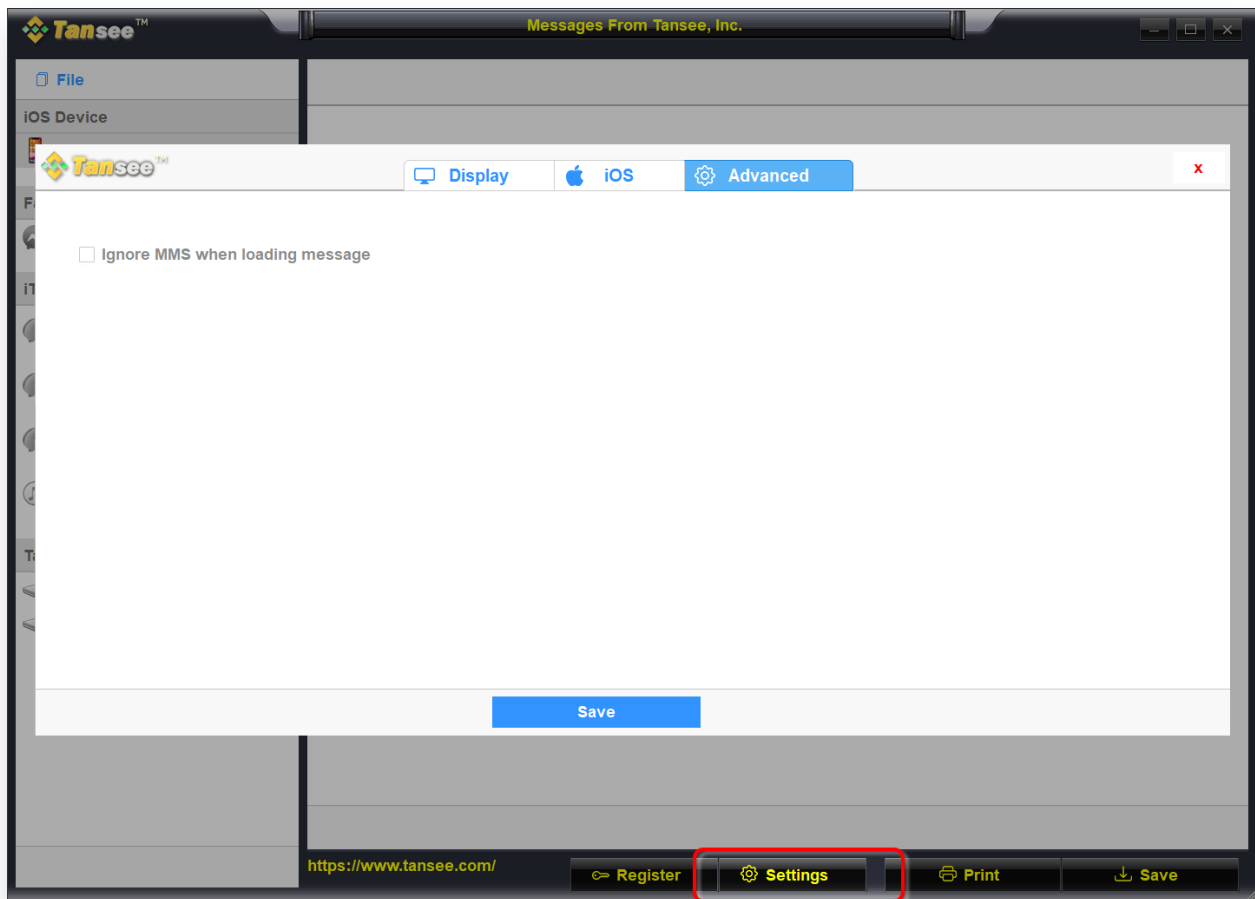 Tansee™
Messages From Tansee, Inc.
File
iOS Device
Tansee™
Display
iOS
Advanced
x
Ignore MMS when loading message
Save
https://www.tansee.com/
Register
Settings
Print
Save